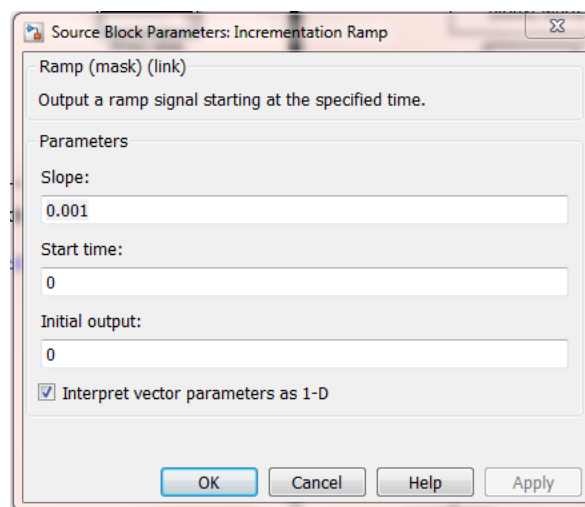 Source Block Parameters: Incrementation Ramp
Ramp (mask) (link)
Output a ramp signal starting at the specified time.
Parameters
Slope:
0.001
Start time:
0
Initial output:
0
Interpret vector parameters as 1-D
OK Cancel Help Apply